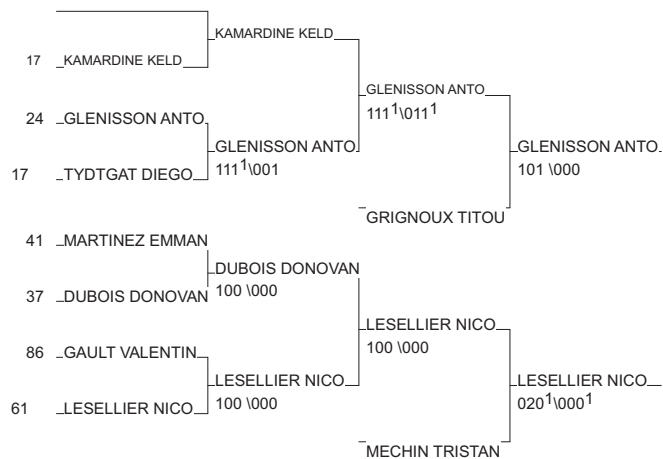 KAMARDINE KELD
17 KAMARDINE KELD
GLENISSON ANTO
111¹\011¹
24 GLENISSON ANTO
GLENISSON ANTO
111¹\001
GLENISSON ANTO
101 \000
17 TYDTGAT DIEGO
GRIGNOUX TITOU
41 MARTINEZ EMMAN
DUBOIS DONOVAN
100 \000
37 DUBOIS DONOVAN
LESELLIER NICO
100 \000
86 GAULT VALENTIN
LESELLIER NICO
100 \000
LESELLIER NICO
020¹\000¹
61 LESELLIER NICO
MECHIN TRISTAN